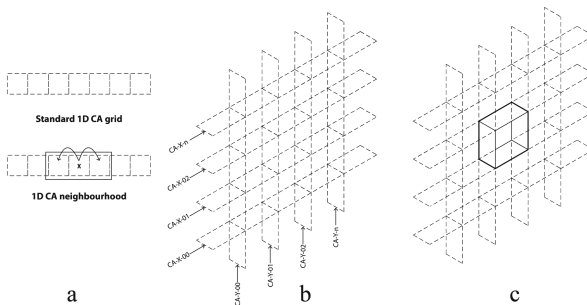 Standard 1D CA grid
x
1D CA neighbourhood
a
CA-X-n
CA-X-02
CA-X-01
CA-X-00
CA-Y-00
CA-Y-01
CA-Y-02
CA-Y-n
b
c